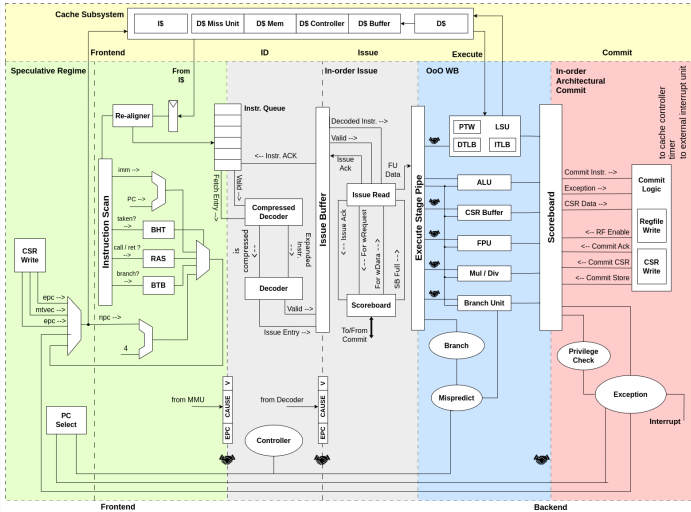 Cache Subsystem
I$
D$ Miss Unit
D$ Mem
D$ Controller
D$ Buffer
D$
Frontend
ID
Issue
Execute
Commit
Speculative Regime
From
I$
In-order Issue
OoO WB
In-order
Architectural
Commit
to cache controller
timer
to external interrupt unit
Re-aligner
Instr. Queue
Decoded Instr. -->
Valid -->
PTW
LSU
DTLB
ITLB
<-- Instr. ACK
Issue
Ack
FU
Data
Instruction Scan
imm -->
PC
Fetch Entry ->
Valid ->
Compressed
Decoder
Issue Buffer
Issue Read
Execute Stage Pipe
ALU
Scoreboard
Commit Instr. -->
Exception -->
CSR Data -->
Commit
Logic
taken?
BHT
call / ret ?
RAS
branch?
BTB
is
compressed
<--
Expanded
Instr.
-->
<-- Issue Ack
<-- For wRequest
For wData -->
SB Full -->
CSR Buffer
FPU
Mul / Div
Branch Unit
<-- RF Enable
<-- Commit Ack
<-- Commit CSR
<-- Commit Store
Regfile
Write
CSR
Write
CSR
Write
epc -->
mtvec -->
epc -->
npc -->
4
Decoder
Valid -->
Issue Entry -->
Scoreboard
To/From
Commit
Branch
Mispredict
Privilege
Check
Exception
Interrupt
from MMU
V
CAUSE
EPC
from Decoder
V
CAUSE
EPC
PC
Select
Controller
Frontend
Backend